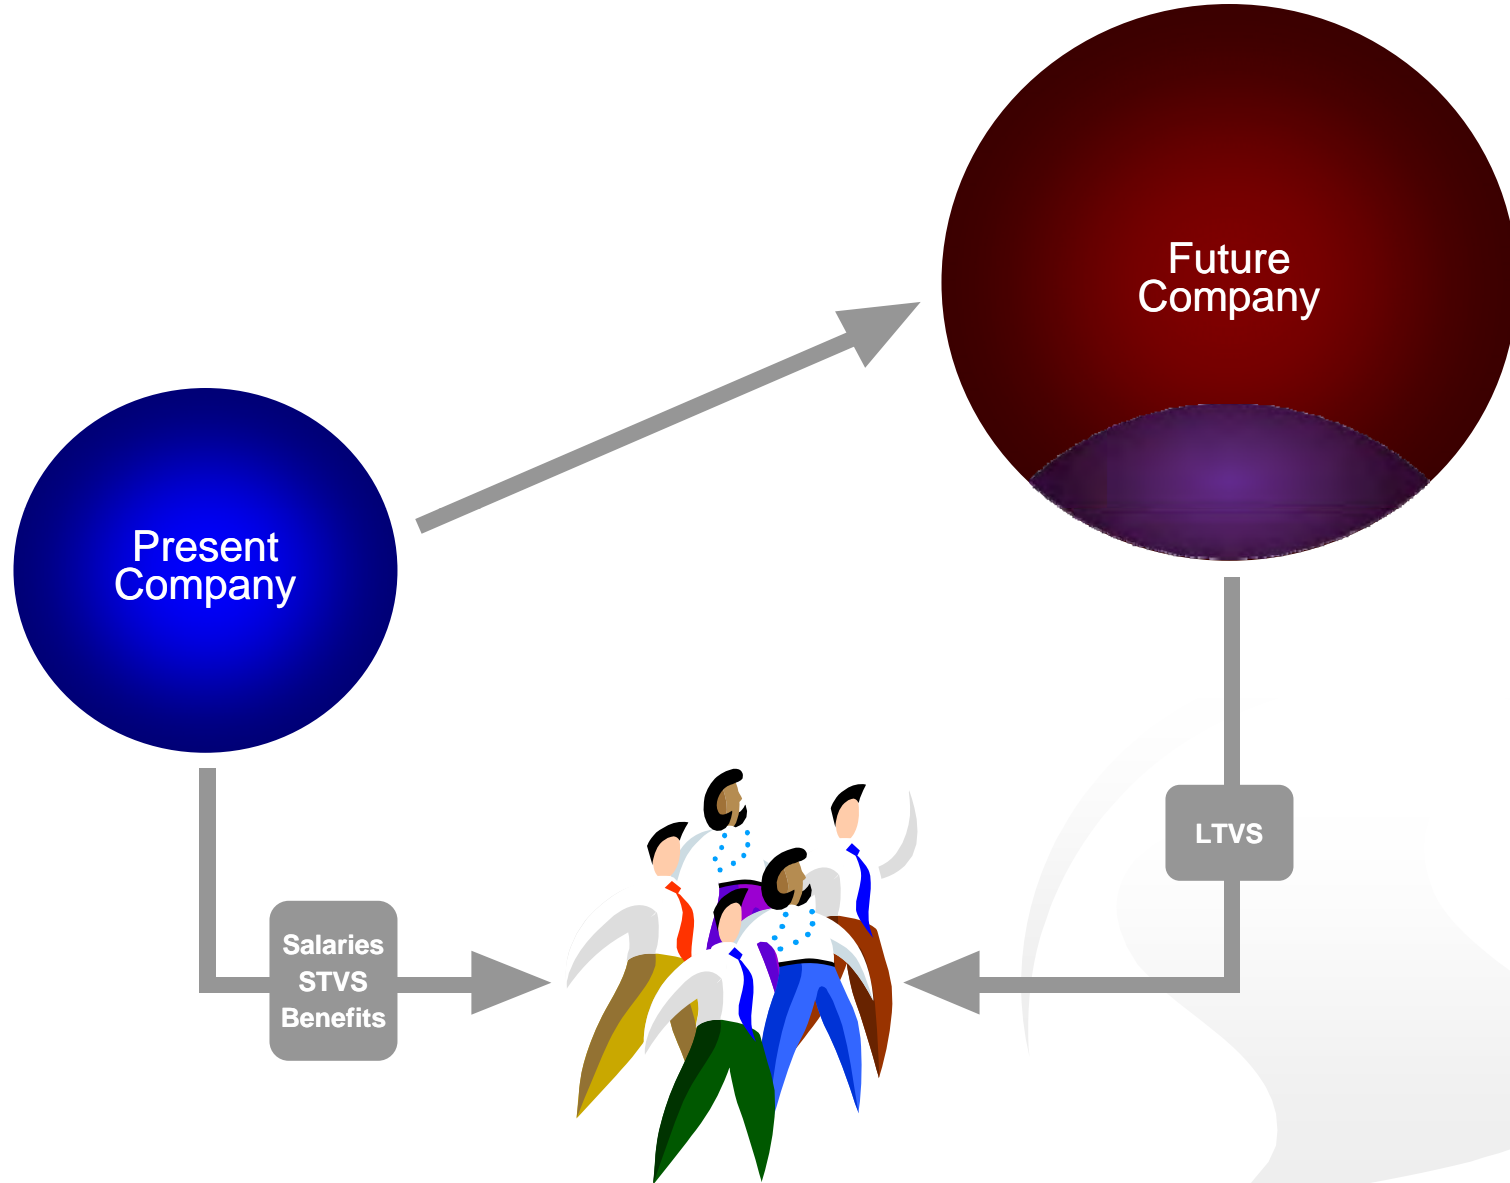 Future
Company
Present
Company
LTVS
Salaries
STVS
Benefits